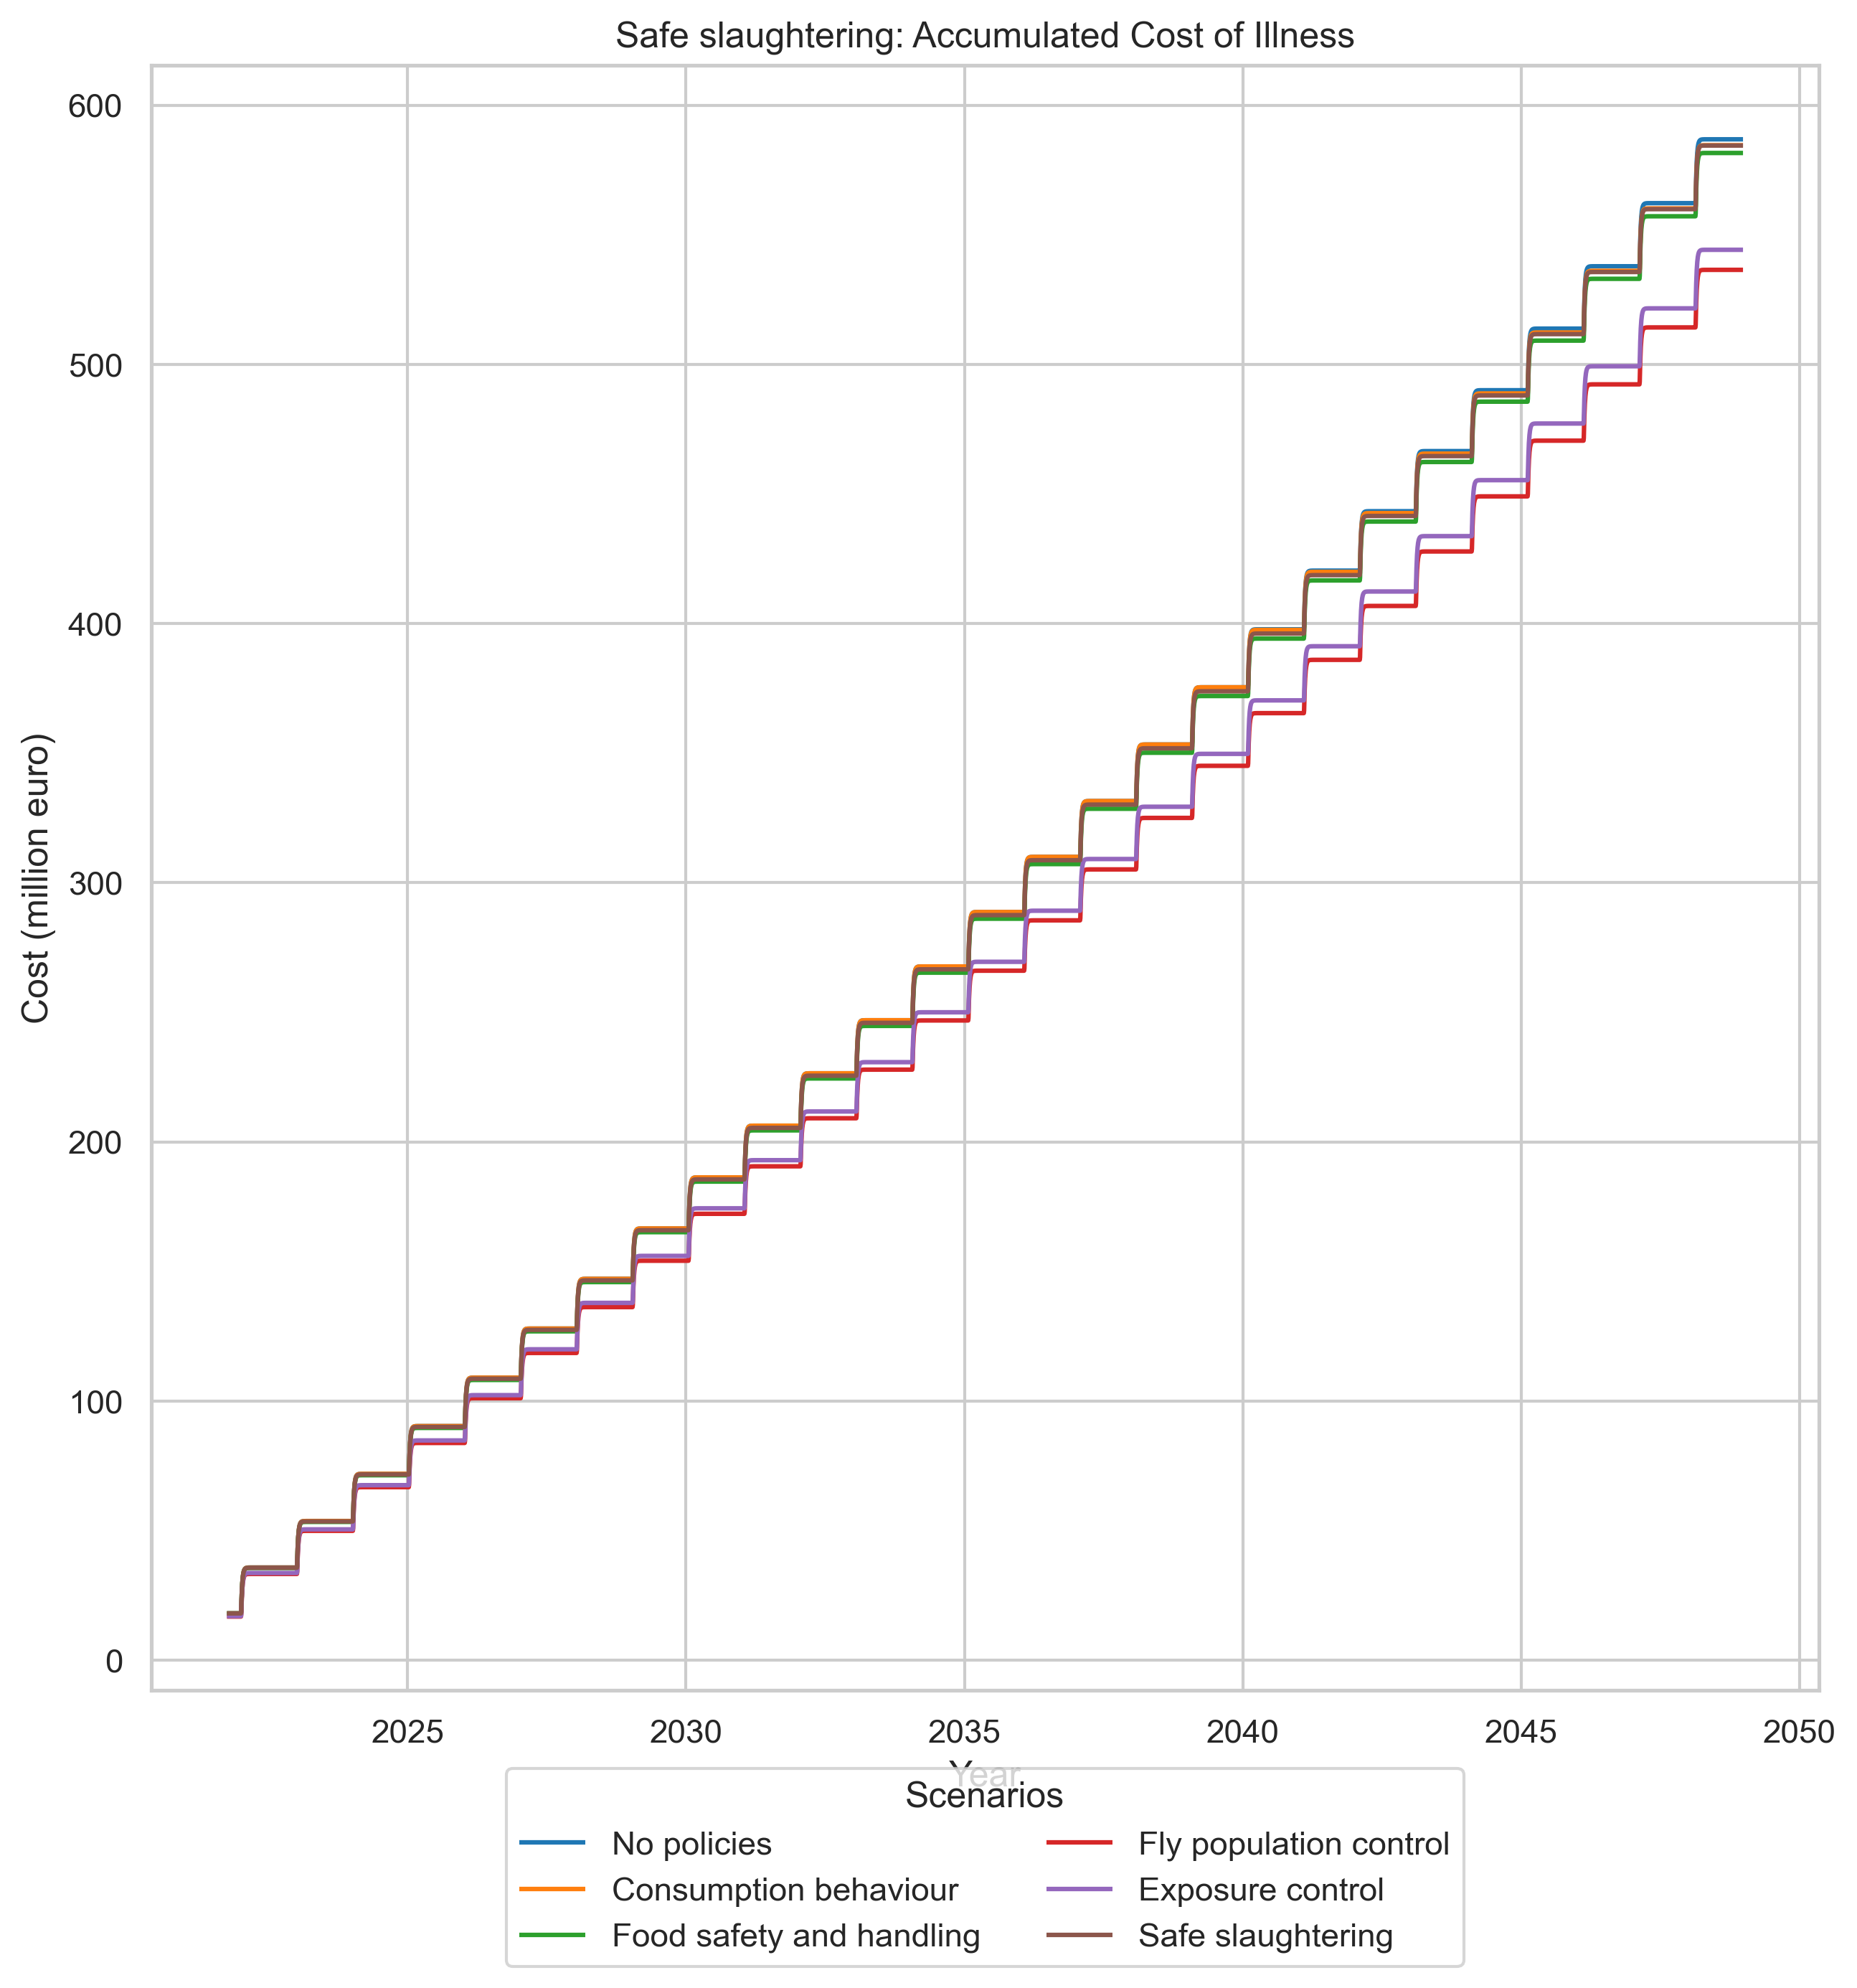 Safe slaughtering: Accumulated Cost of Illness
600
500
400
300
200
100
0
Cost (million euro)
2025 2030 2035 2040 2045 2050
Year
Scenarios
No policies
Consumption behaviour
Food safety and handling
Fly population control
Exposure control
Safe slaughtering